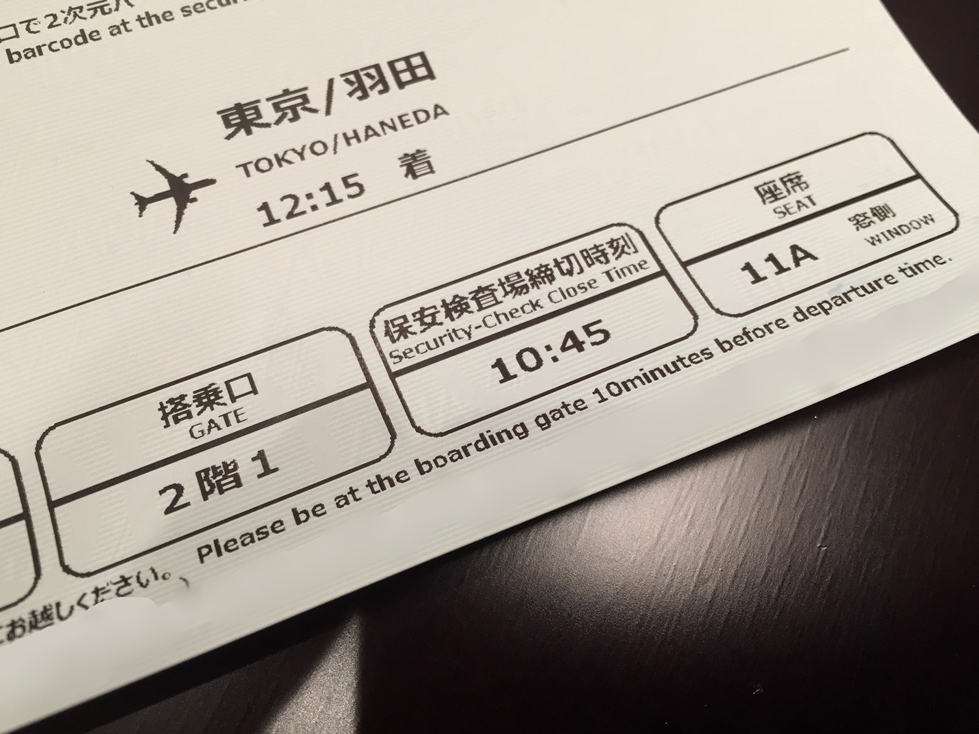 口で2次元バ
barcode at the secur
東京/羽田
TOKYO/HANEDA
12:15 着
座席
SEAT
11A 窓側
WINDOW
保安検査場締切時刻
Security-Check Close Time
10:45
搭乗口
GATE
2階1
Please be at the boarding gate 10minutes before departure time.
お越しください。